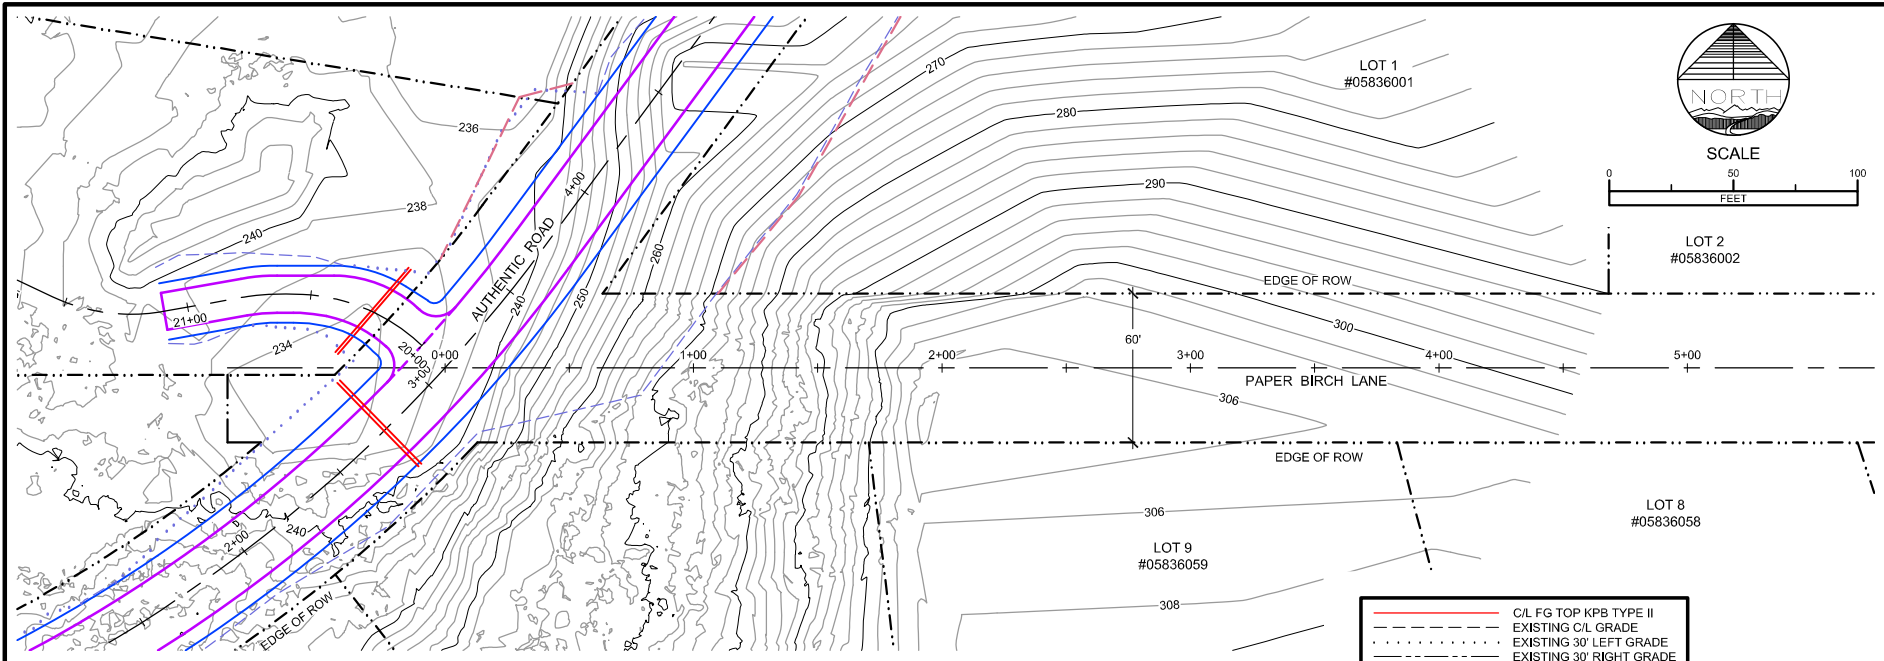 LOT 1
#05836001
NORTH
SCALE
0 50 100
FEET
LOT 2
#05836002
270
280
290
236
238
240
4+00
AUTHENTIC ROAD
260
250
240
EDGE OF ROW
300
21+00
234
20+00
3+00
0+00
1+00
2+00
3+00
4+00
5+00
60'
PAPER BIRCH LANE
306
EDGE OF ROW
306
LOT 8
#05836058
LOT 9
#05836059
308
2+00
240
EDGE OF ROW
C/L FG TOP KPB TYPE II
EXISTING C/L GRADE
EXISTING 30' LEFT GRADE
EXISTING 30' RIGHT GRADE